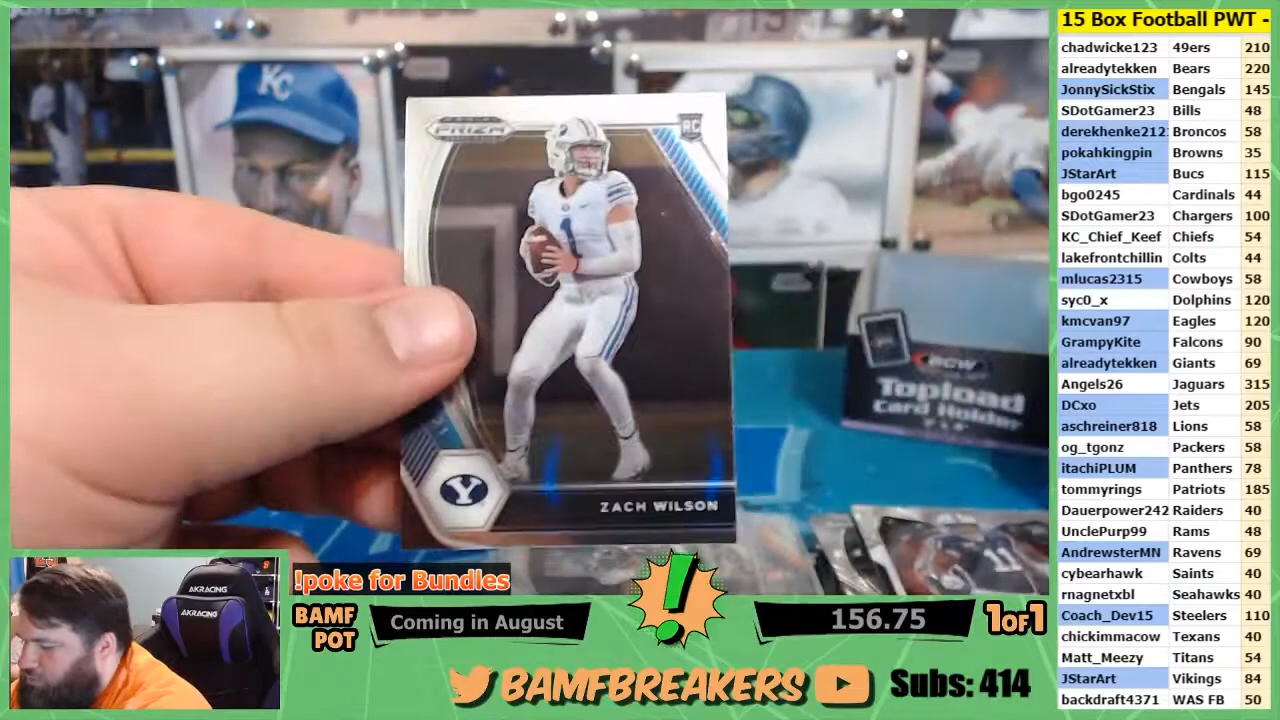 15 Box Football PWT -
chadwicke123 49ers 210
alreadytekken Bears 220
JonnySickStix Bengals 145
SDotGamer23 Bills 48
derekhenke212 Broncos 58
pokahkingpin Browns 35
JStarArt Bucs 115
bgo0245 Cardinals 44
SDotGamer23 Chargers 100
KC_Chief_Keef Chiefs 54
lakefrontchillin Colts 44
mlucas2315 Cowboys 58
syc0_x Dolphins 120
kmcvan97 Eagles 120
GrampyKite Falcons 90
alreadytekken Giants 69
Angels26 Jaguars 315
DCxo Jets 205
aschreiner818 Lions 58
og_tgonz Packers 58
itachiPLUM Panthers 78
tommyrings Patriots 185
Dauerpower242 Raiders 40
UnclePurp99 Rams 48
AndrewsterMN Ravens 69
cybearhawk Saints 40
rnagnetxbl Seahawks 40
Coach_Dev15 Steelers 110
chickimmacow Texans 40
Matt_Meezy Titans 54
JStarArt Vikings 84
backdraft4371 WAS FB 50
KC
PRIZM
RC
1
Y
ZACH WILSON
BCW
Topload
Card Holder
11
AKRACING
AKRACING
!poke for Bundles
BAMF
POT
Coming in August
!
156.75
1OF1
BAMFBREAKERS
Subs: 414